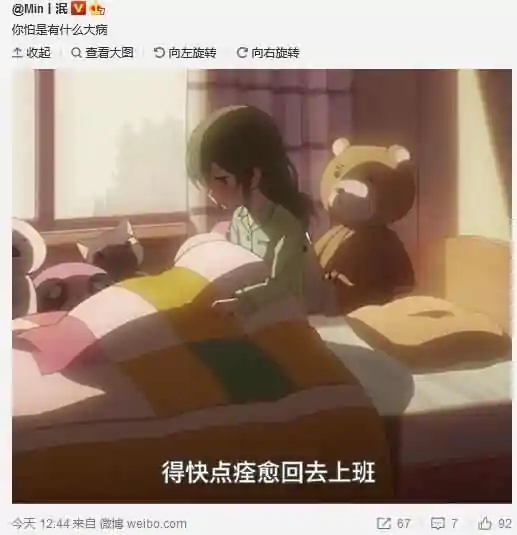 @Min丨泯
你怕是有什么大病
收起 查看大图 向左旋转 向右旋转
得快点痊愈回去上班
今天 12:44 来自 微博 weibo.com 67 7 92